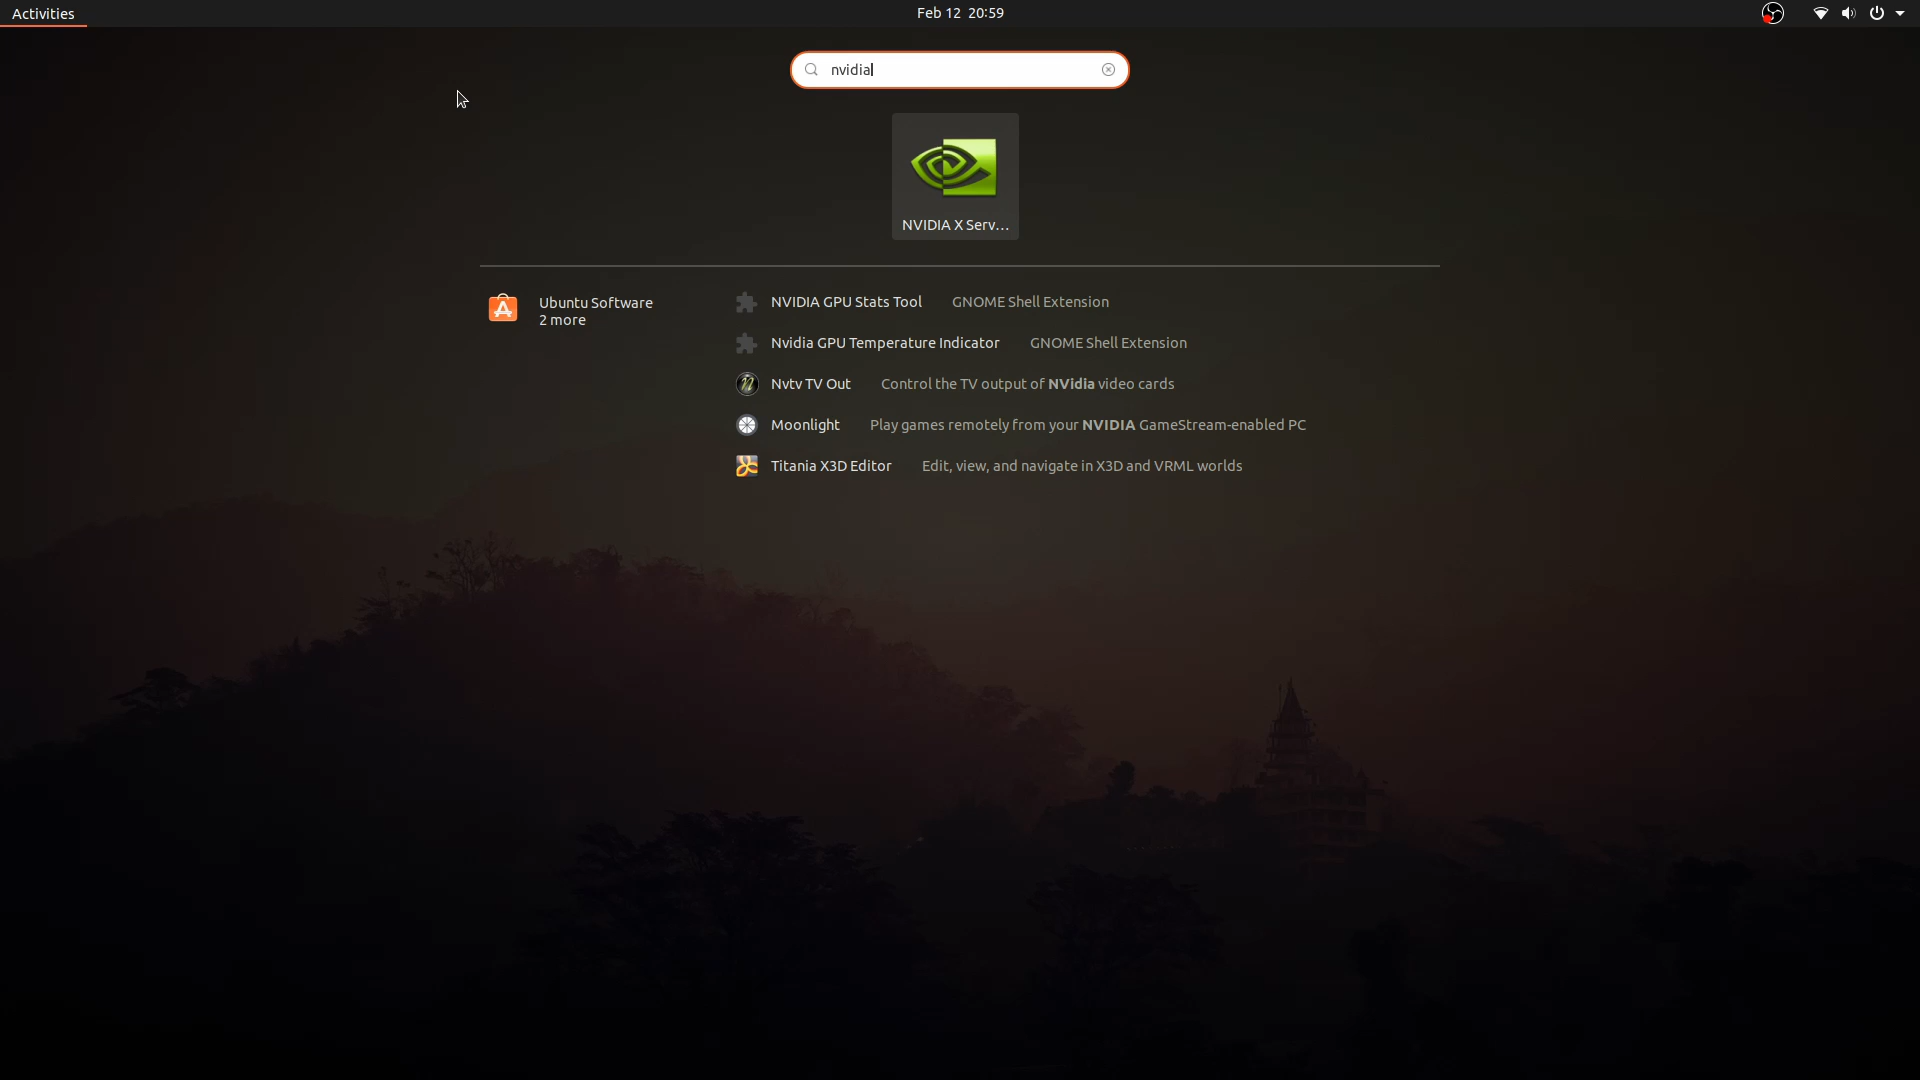 Activities
Feb 12 20:59
nvidia
NVIDIA X Serv...
Ubuntu Software
2 more
NVIDIA GPU Stats Tool GNOME Shell Extension
Nvidia GPU Temperature Indicator GNOME Shell Extension
Nvtv TV Out Control the TV output of NVidia video cards
Moonlight Play games remotely from your NVIDIA GameStream-enabled PC
Titania X3D Editor Edit, view, and navigate in X3D and VRML worlds